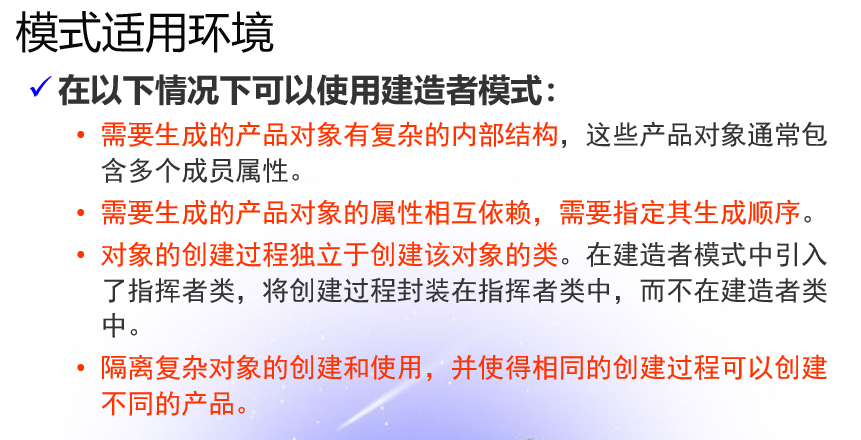 模式适用环境
✓在以下情况下可以使用建造者模式：
• 需要生成的产品对象有复杂的内部结构，这些产品对象通常包
含多个成员属性。
• 需要生成的产品对象的属性相互依赖，需要指定其生成顺序。
• 对象的创建过程独立于创建该对象的类。在建造者模式中引入
了指挥者类，将创建过程封装在指挥者类中，而不在建造者类
中。
• 隔离复杂对象的创建和使用，并使得相同的创建过程可以创建
不同的产品。